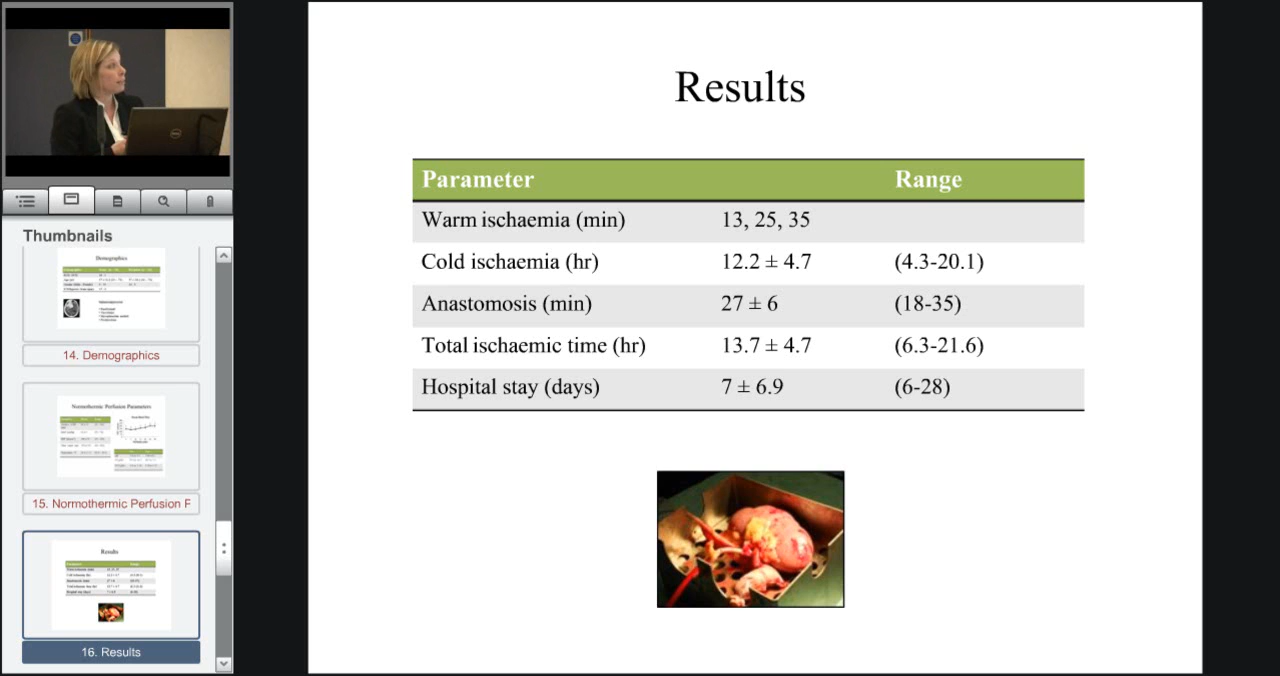 Results
Parameter Range
Warm ischaemia (min) 13, 25, 35
Cold ischaemia (hr) 12.2 ± 4.7 (4.3-20.1)
Anastomosis (min) 27 ± 6 (18-35)
Total ischaemic time (hr) 13.7 ± 4.7 (6.3-21.6)
Hospital stay (days) 7 ± 6.9 (6-28)
Thumbnails
Demographics
14. Demographics
Normothermic Perfusion Parameters
15. Normothermic Perfusion F
Results
16. Results